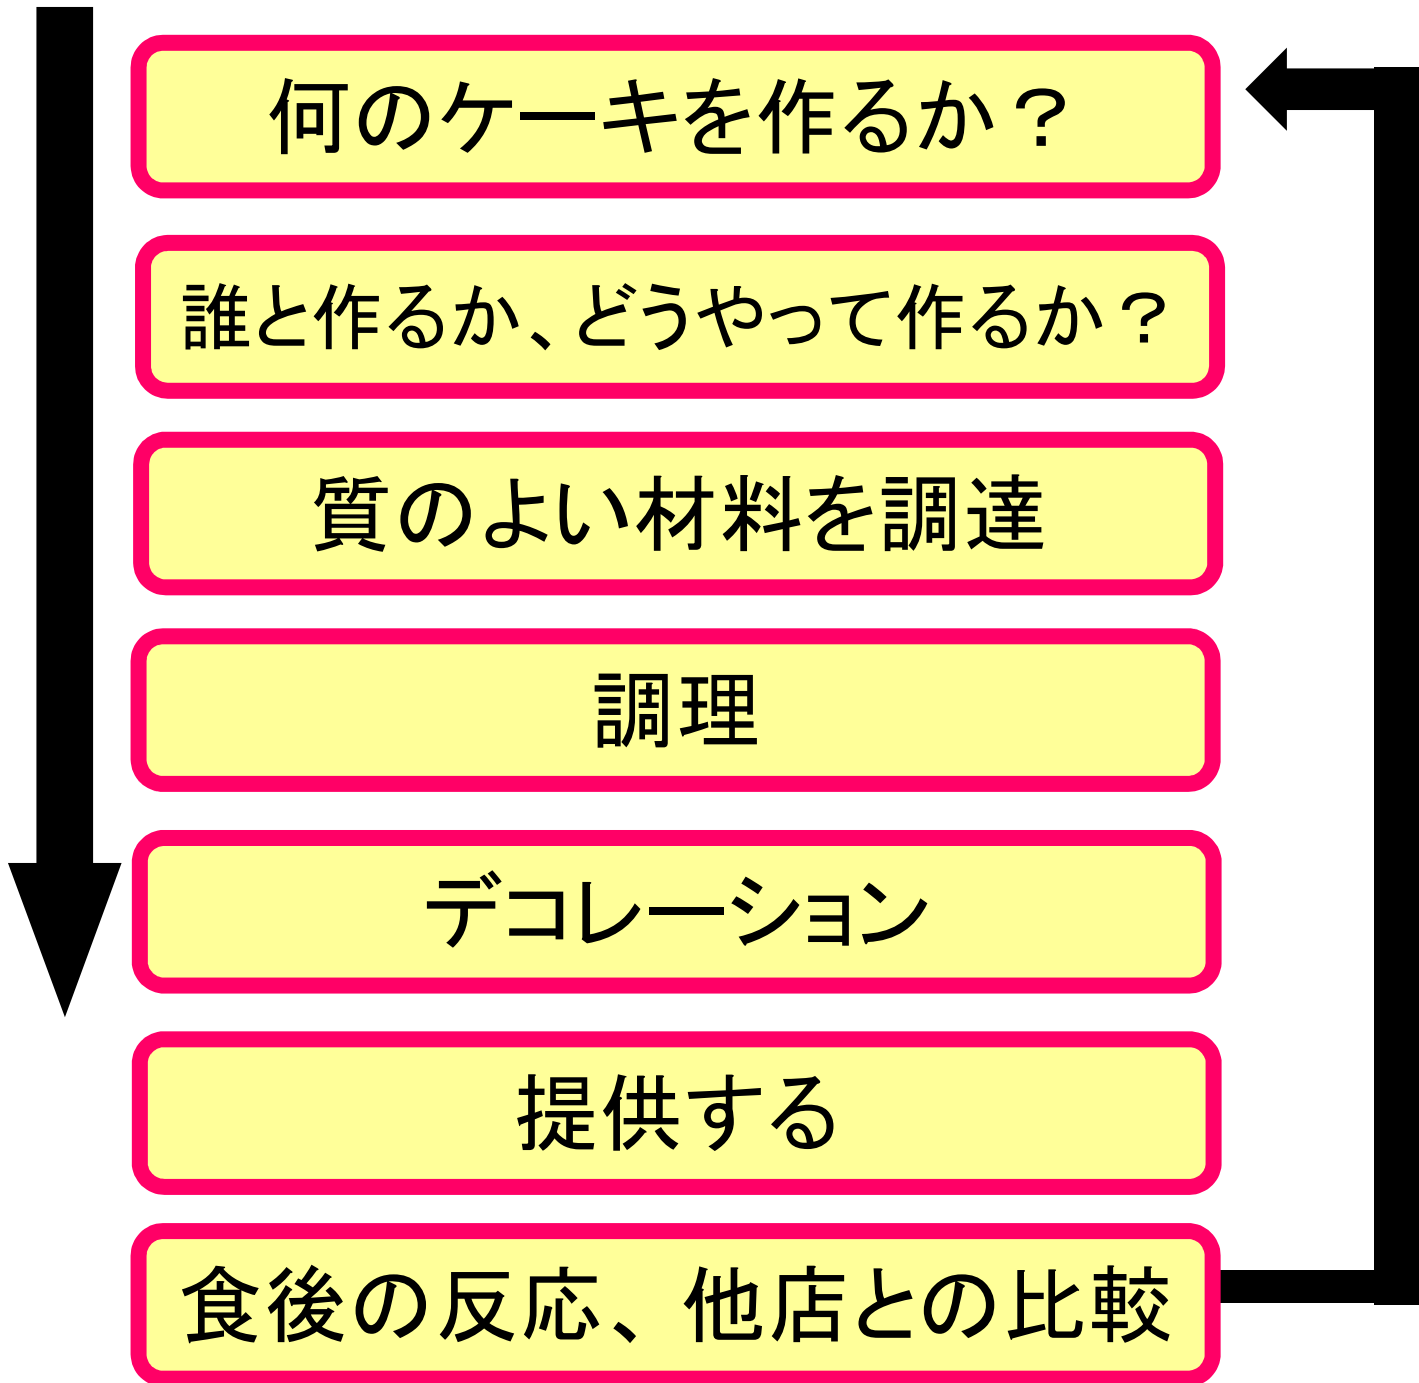 何のケーキを作るか？
誰と作るか、どうやって作るか？
質のよい材料を調達
調理
デコレーション
提供する
食後の反応、他店との比較